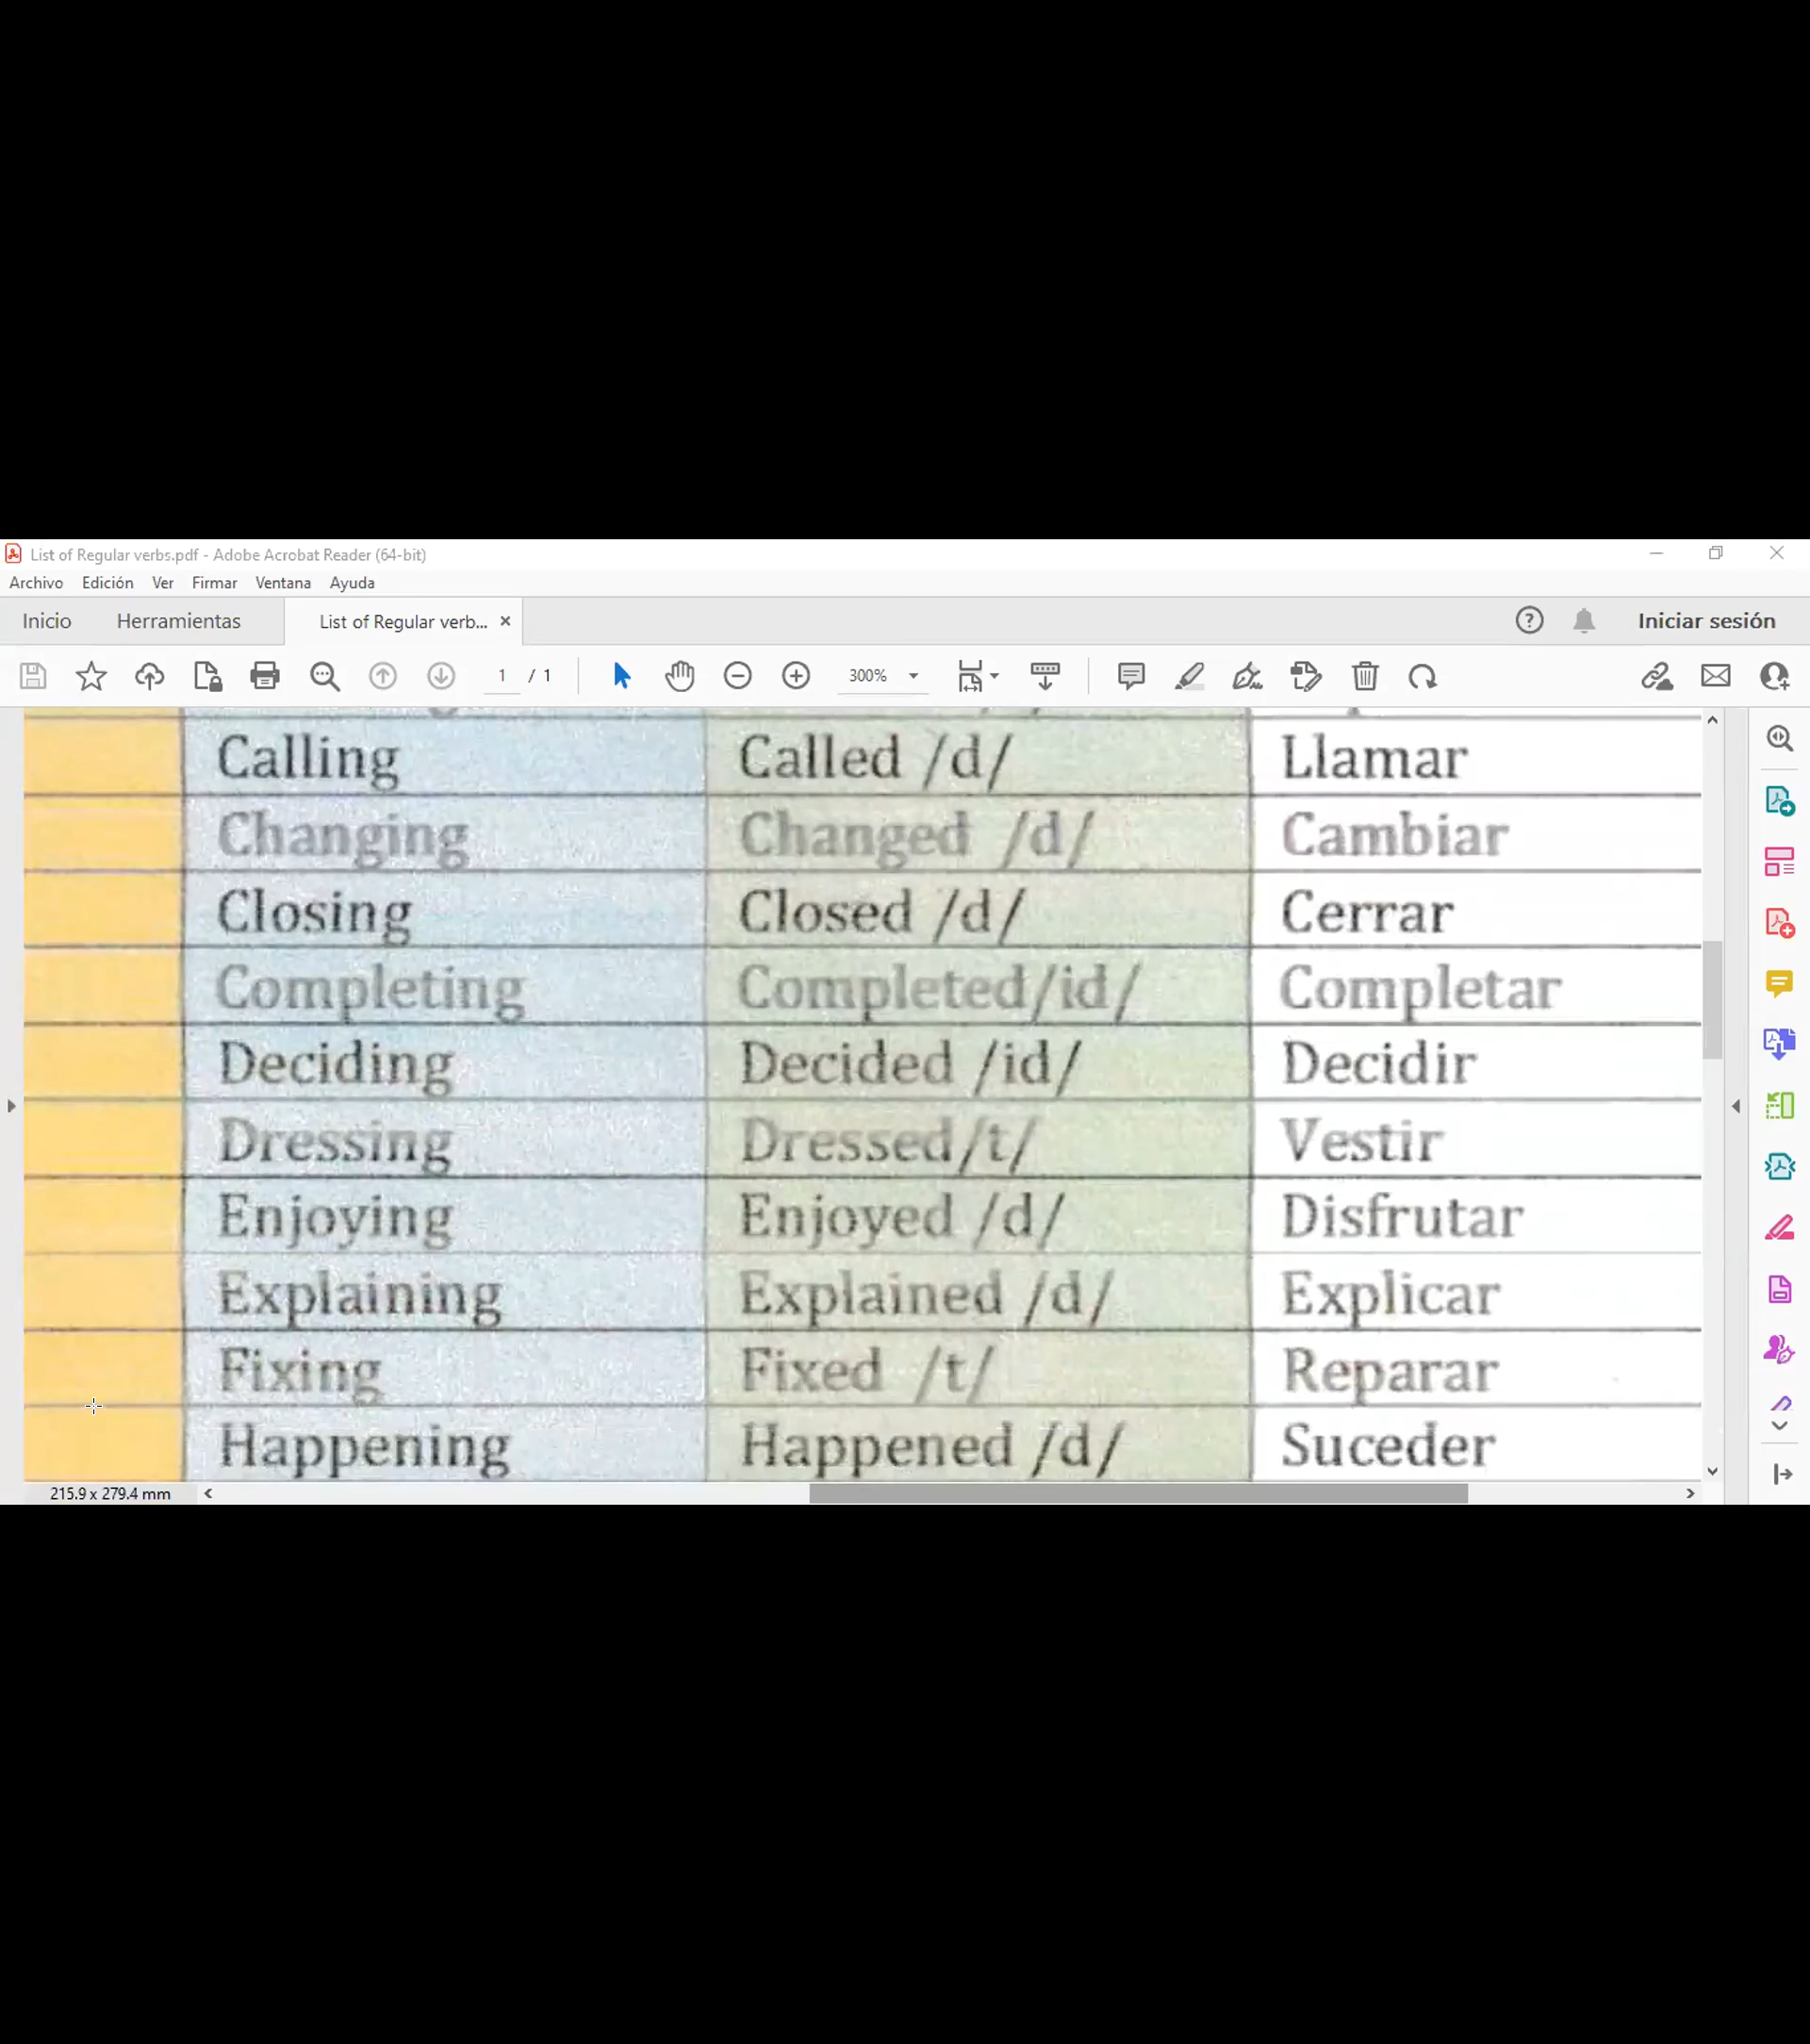 List of Regular verbs.pdf - Adobe Acrobat Reader (64-bit)
Archivo Edición Ver Firmar Ventana Ayuda
Inicio Herramientas List of Regular verb... × ? Iniciar sesión
1 / 1 300%
Calling Called /d/ Llamar
Changing Changed /d/ Cambiar
Closing Closed /d/ Cerrar
Completing Completed/id/ Completar
Deciding Decided /id/ Decidir
Dressing Dressed/t/ Vestir
Enjoying Enjoyed /d/ Disfrutar
Explaining Explained /d/ Explicar
Fixing Fixed /t/ Reparar
Happening Happened /d/ Suceder
215.9 x 279.4 mm